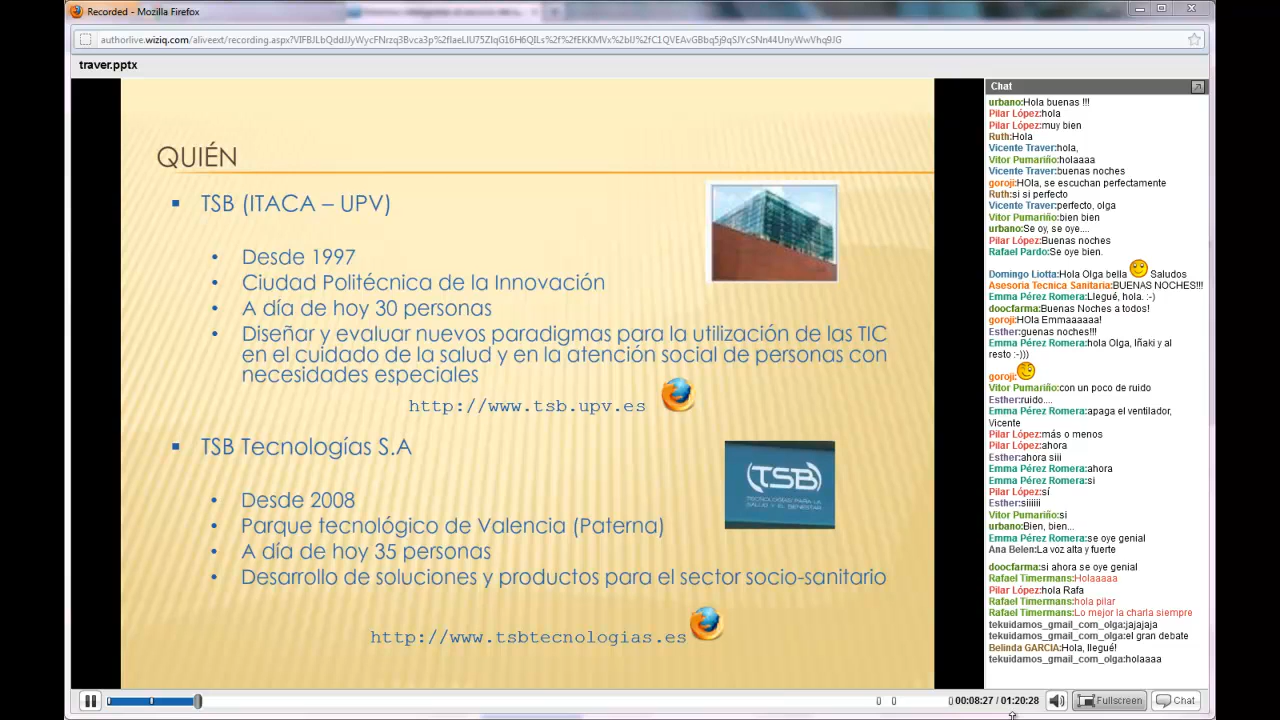 Recorded - Mozilla Firefox
authorlive.wiziq.com/aliveext/recording.aspx?
traver.pptx
QUIÉN
TSB (ITACA – UPV)
Desde 1997
Ciudad Politécnica de la Innovación
A día de hoy 30 personas
Diseñar y evaluar nuevos paradigmas para la utilización de las TIC
en el cuidado de la salud y en la atención social de personas con
necesidades especiales
http://www.tsb.upv.es
TSB Tecnologías S.A
(TSB)
TECNOLOGÍAS PARA LA
SALUD Y EL BIENESTAR
Desde 2008
Parque tecnológico de Valencia (Paterna)
A día de hoy 35 personas
Desarrollo de soluciones y productos para el sector socio-sanitario
http://www.tsbtecnologias.es
Chat
urbano:Hola buenas !!!
Pilar López:hola
Pilar López:muy bien
Ruth:Hola
Vicente Traver:hola,
Vitor Pumariño:holaaaa
Vicente Traver:buenas noches
goroji:HOla, se escuchan perfectamente
Ruth:si si perfecto
Vicente Traver:perfecto, olga
Vitor Pumariño:bien bien
urbano:Se oy, se oye....
Pilar López:Buenas noches
Rafael Pardo:Se oye bien.
Domingo Liotta:Hola Olga bella Saludos
Asesoria Tecnica Sanitaria:BUENAS NOCHES!!!
Emma Pérez Romera:Llegué, hola. :-)
doocfarma:Buenas Noches a todos!
goroji:HOla Emmaaaaaa!
Esther:guenas noches!!!
Emma Pérez Romera:hola Olga, Iñaki y al
resto :-)))
goroji:
Vitor Pumariño:con un poco de ruido
Esther:ruido....
Emma Pérez Romera:apaga el ventilador,
Vicente
Pilar López:más o menos
Pilar López:ahora
Esther:ahora siii
Emma Pérez Romera:ahora
Emma Pérez Romera:si
Pilar López:sí
Esther:siiiiii
Vitor Pumariño:si
urbano:Bien, bien...
Emma Pérez Romera:se oye genial
Ana Belen:La voz alta y fuerte
doocfarma:si ahora se oye genial
Rafael Timermans:Holaaaaa
Pilar López:hola Rafa
Rafael Timermans:hola pilar
Rafael Timermans:Lo mejor la charla siempre
tekuidamos_gmail_com_olga:jajajaja
tekuidamos_gmail_com_olga:el gran debate
Belinda GARCIA:Hola, llegué!
tekuidamos_gmail_com_olga:holaaaa
00:08:27 / 01:20:28
Fullscreen
Chat